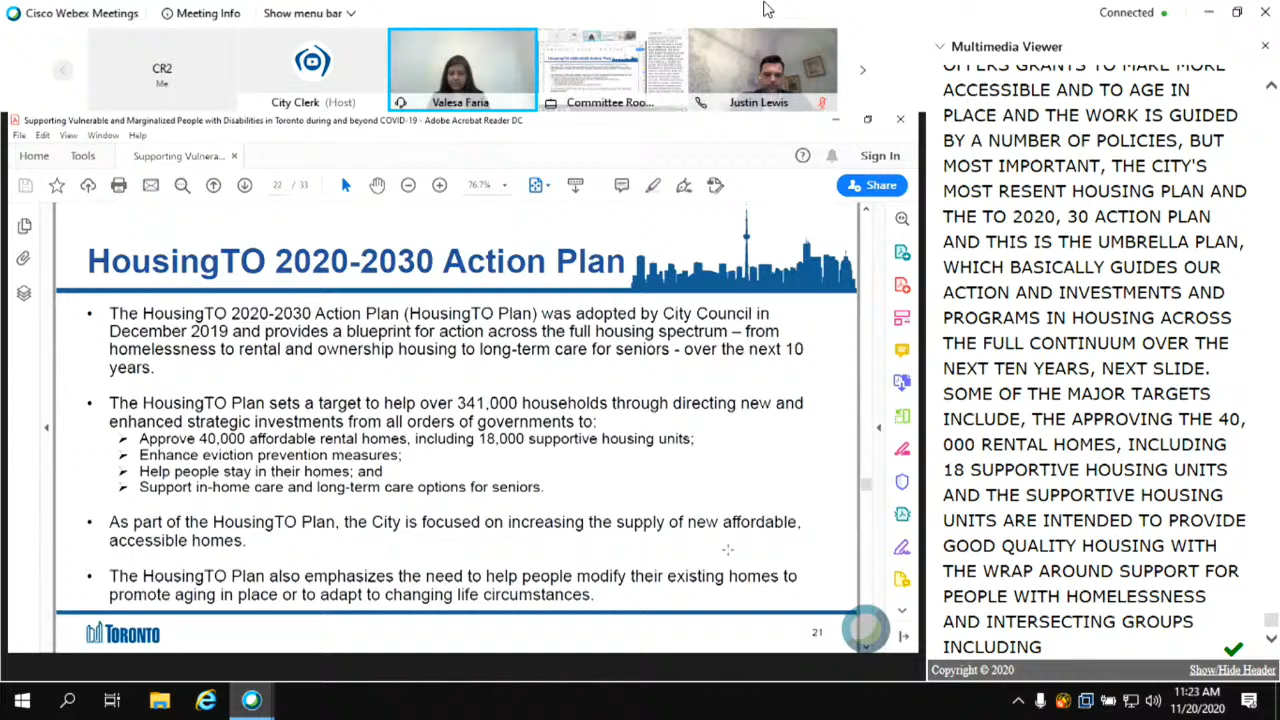 Cisco Webex Meetings
Meeting Info
Show menu bar
Connected
CR2
Me
City Clerk (Host)
Valesa Faria
Committee Roo...
Justin Lewis
Supporting Vulnerable and Marginalized People with Disabilities in Toronto during and beyond COVID-19 - Adobe Acrobat Reader DC
File Edit View Window Help
Home Tools Supporting Vulnera... Sign In
22 / 33 76.7% Share
HousingTO 2020-2030 Action Plan
• The HousingTO 2020-2030 Action Plan (HousingTO Plan) was adopted by City Council in
December 2019 and provides a blueprint for action across the full housing spectrum – from
homelessness to rental and ownership housing to long-term care for seniors - over the next 10
years.
• The HousingTO Plan sets a target to help over 341,000 households through directing new and
enhanced strategic investments from all orders of governments to:
➢ Approve 40,000 affordable rental homes, including 18,000 supportive housing units;
➢ Enhance eviction prevention measures;
➢ Help people stay in their homes; and
➢ Support in-home care and long-term care options for seniors.
• As part of the HousingTO Plan, the City is focused on increasing the supply of new affordable,
accessible homes.
• The HousingTO Plan also emphasizes the need to help people modify their existing homes to
promote aging in place or to adapt to changing life circumstances.
TORONTO
21
Multimedia Viewer
MAKE MORE
ACCESSIBLE AND TO AGE IN
PLACE AND THE WORK IS GUIDED
BY A NUMBER OF POLICIES, BUT
MOST IMPORTANT, THE CITY'S
MOST RESENT HOUSING PLAN AND
THE TO 2020, 30 ACTION PLAN
AND THIS IS THE UMBRELLA PLAN,
WHICH BASICALLY GUIDES OUR
ACTION AND INVESTMENTS AND
PROGRAMS IN HOUSING ACROSS
THE FULL CONTINUUM OVER THE
NEXT TEN YEARS, NEXT SLIDE.
SOME OF THE MAJOR TARGETS
INCLUDE, THE APPROVING THE 40,
000 RENTAL HOMES, INCLUDING
18 SUPPORTIVE HOUSING UNITS
AND THE SUPPORTIVE HOUSING
UNITS ARE INTENDED TO PROVIDE
GOOD QUALITY HOUSING WITH
THE WRAP AROUND SUPPORT FOR
PEOPLE WITH HOMELESSNESS
AND INTERSECTING GROUPS
INCLUDING
Copyright © 2020 Show/Hide Header
11:23 AM
11/20/2020